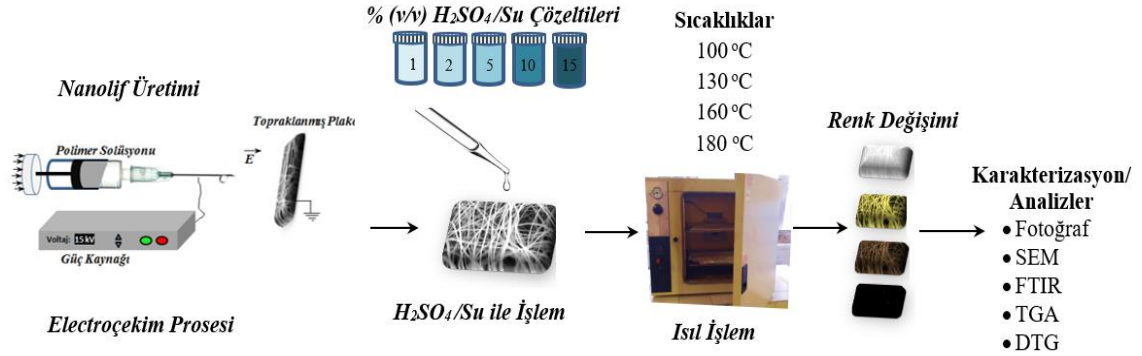 Nanolif Üretimi
Polimer Solüsyonu
E
Topraklanmış Plaka
Voltaj: 15 kV
Güç Kaynağı
Electroçekim Prosesi
% (v/v) H₂SO₄/Su Çözeltileri
1 2 5 10 15
H₂SO₄/Su ile İşlem
Sıcaklıklar
100 °C
130 °C
160 °C
180 °C
Isıl İşlem
Renk Değişimi
Karakterizasyon/
Analizler
• Fotoğraf
• SEM
• FTIR
• TGA
• DTG